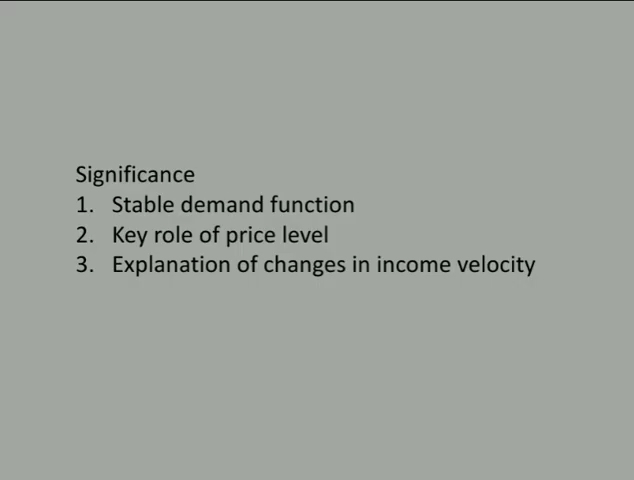 Significance
1. Stable demand function
2. Key role of price level
3. Explanation of changes in income velocity